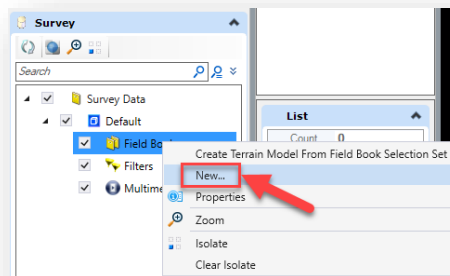 Survey
Search
Survey Data
Default
Field Bo
Filters
Multime
List
Count 0
Create Terrain Model From Field Book Selection Set
New...
Properties
Zoom
Isolate
Clear Isolate